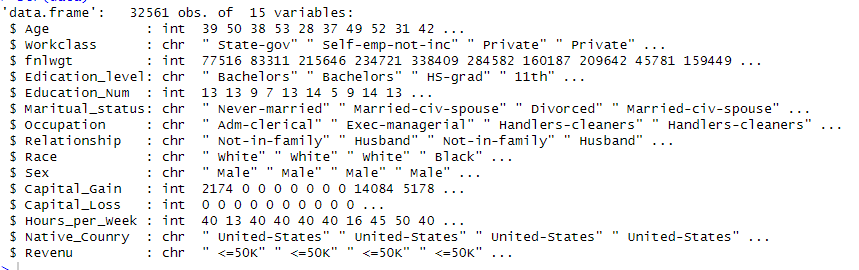 'data.frame':   32561 obs. of  15 variables:
 $ Age            : int  39 50 38 53 28 37 49 52 31 42 ...
 $ Workclass      : chr  " State-gov" " Self-emp-not-inc" " Private" " Private" ...
 $ fnlwgt         : int  77516 83311 215646 234721 338409 284582 160187 209642 45781 159449 ...
 $ Edication_level: chr  " Bachelors" " Bachelors" " HS-grad" " 11th" ...
 $ Education_Num  : int  13 13 9 7 13 14 5 9 14 13 ...
 $ Maritual_status: chr  " Never-married" " Married-civ-spouse" " Divorced" " Married-civ-spouse" ...
 $ Occupation     : chr  " Adm-clerical" " Exec-managerial" " Handlers-cleaners" " Handlers-cleaners" ...
 $ Relationship   : chr  " Not-in-family" " Husband" " Not-in-family" " Husband" ...
 $ Race           : chr  " White" " White" " White" " Black" ...
 $ Sex            : chr  " Male" " Male" " Male" " Male" ...
 $ Capital_Gain   : int  2174 0 0 0 0 0 0 0 14084 5178 ...
 $ Capital_Loss   : int  0 0 0 0 0 0 0 0 0 0 ...
 $ Hours_per_Week : int  40 13 40 40 40 40 16 45 50 40 ...
 $ Native_Counry  : chr  " United-States" " United-States" " United-States" " United-States" ...
 $ Revenu         : chr  " <=50K" " <=50K" " <=50K" " <=50K" ...
>